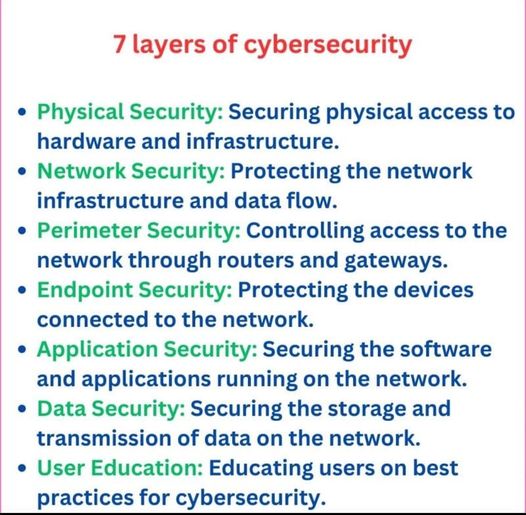 7 layers of cybersecurity
• Physical Security: Securing physical access to
hardware and infrastructure.
• Network Security: Protecting the network
infrastructure and data flow.
• Perimeter Security: Controlling access to the
network through routers and gateways.
• Endpoint Security: Protecting the devices
connected to the network.
• Application Security: Securing the software
and applications running on the network.
• Data Security: Securing the storage and
transmission of data on the network.
• User Education: Educating users on best
practices for cybersecurity.